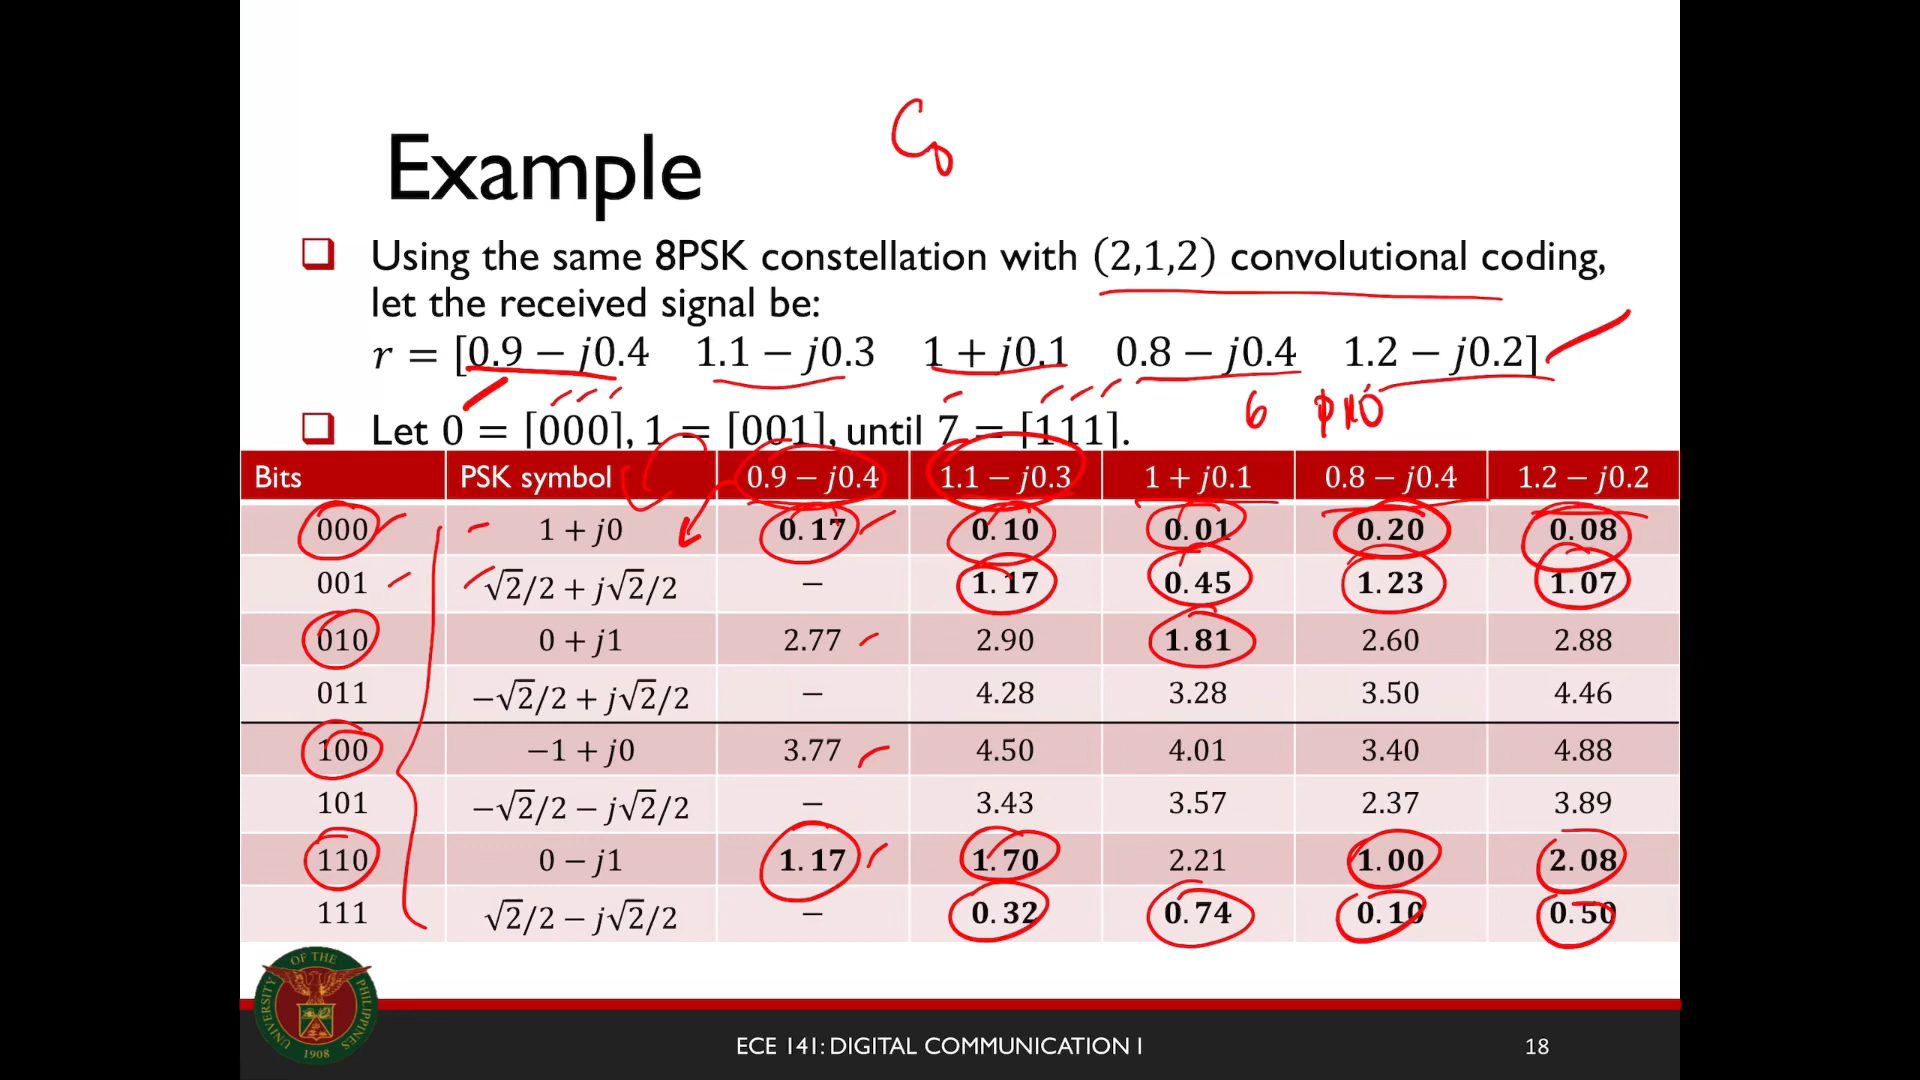 C₀
Example
Using the same 8PSK constellation with (2,1,2) convolutional coding,
let the received signal be:
r = [0.9 − j0.4 1.1 − j0.3 1 + j0.1 0.8 − j0.4 1.2 − j0.2]
Let 0 = [000], 1 = [001], until 7 = [111].
6
Bits PSK symbol 0.9 − j0.4 1.1 − j0.3 1 + j0.1 0.8 − j0.4 1.2 − j0.2
000 1 + j0 0.17 0.10 0.01 0.20 0.08
001 √2/2 + j√2/2 − 1.17 0.45 1.23 1.07
010 0 + j1 2.77 2.90 1.81 2.60 2.88
011 −√2/2 + j√2/2 − 4.28 3.28 3.50 4.46
100 −1 + j0 3.77 4.50 4.01 3.40 4.88
101 −√2/2 − j√2/2 − 3.43 3.57 2.37 3.89
110 0 − j1 1.17 1.70 2.21 1.00 2.08
111 √2/2 − j√2/2 − 0.32 0.74 0.10 0.50
UNIVERSITY OF THE PHILIPPINES
1908
ECE 141: DIGITAL COMMUNICATION I
18